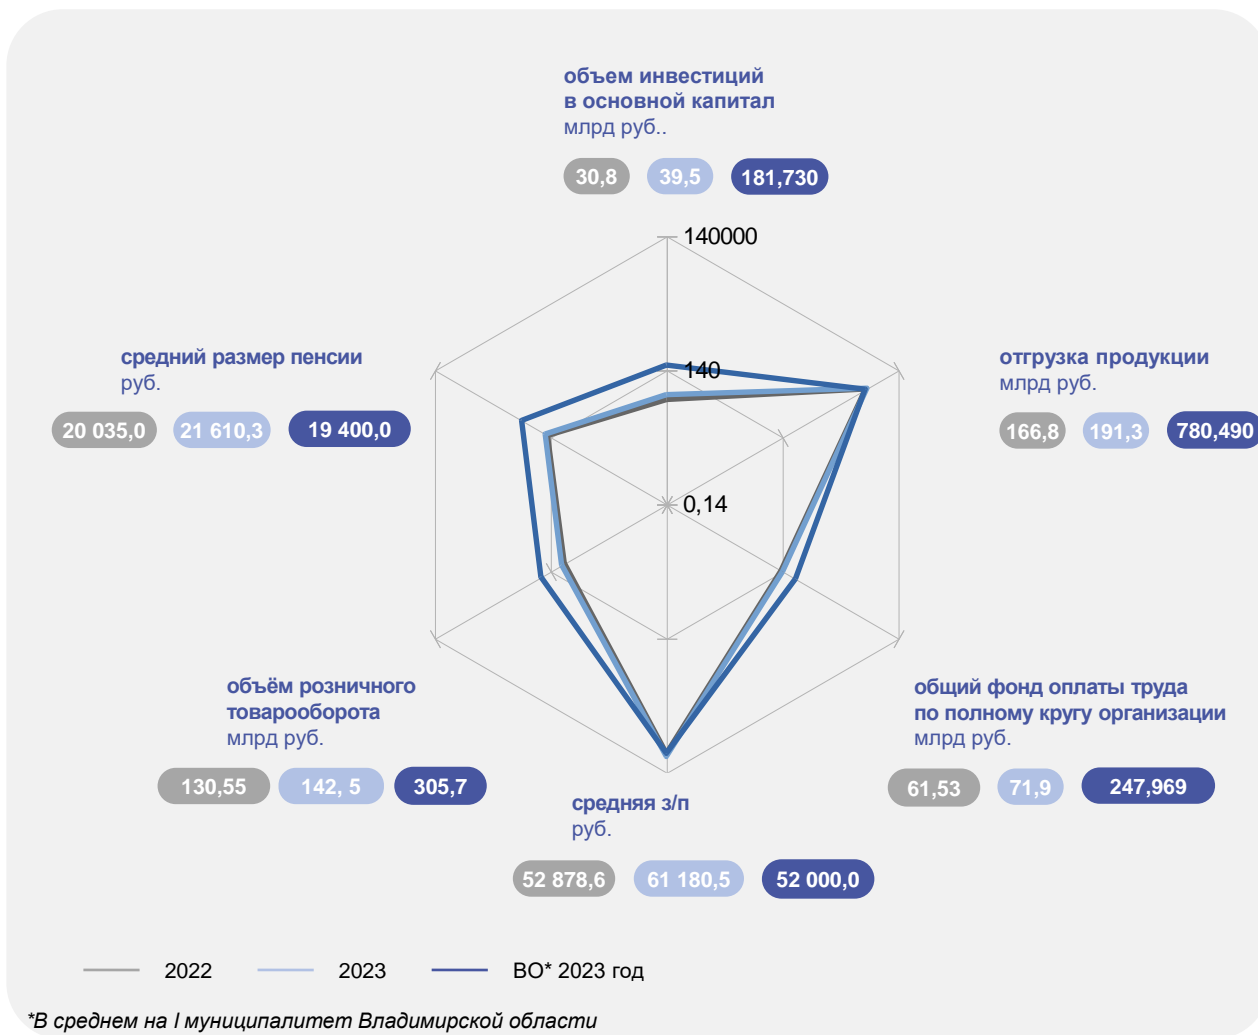 объем инвестиций
в основной капитал
млрд руб..
30,8 39,5 181,730
140000
средний размер пенсии
руб.
20 035,0 21 610,3 19 400,0
140
отгрузка продукции
млрд руб.
166,8 191,3 780,490
0,14
объём розничного
товарооборота
млрд руб.
130,55 142, 5 305,7
общий фонд оплаты труда
по полному кругу организации
млрд руб.
61,53 71,9 247,969
средняя з/п
руб.
52 878,6 61 180,5 52 000,0
2022 2023 ВО* 2023 год
*В среднем на I муниципалитет Владимирской области